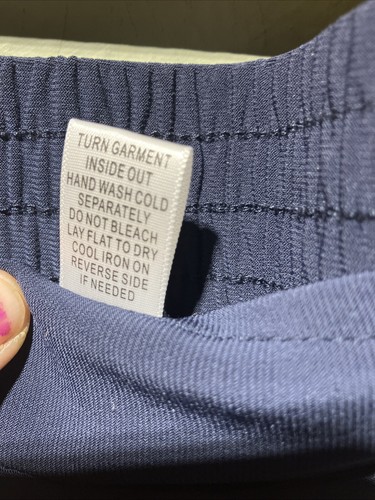 TURN GARMENT
INSIDE OUT
HAND WASH COLD
SEPARATELY
DO NOT BLEACH
LAY FLAT TO DRY
COOL IRON ON
REVERSE SIDE
IF NEEDED